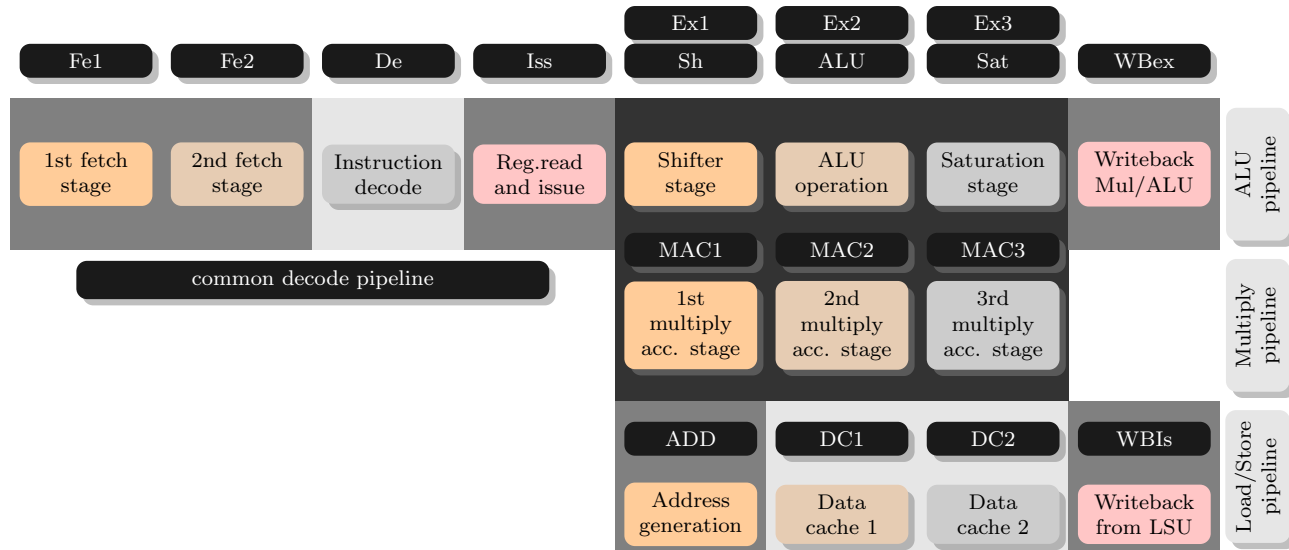 Ex1
Ex2
Ex3
Fe1
Fe2
De
Iss
Sh
ALU
Sat
WBex
1st fetch
stage
2nd fetch
stage
Instruction
decode
Reg.read
and issue
Shifter
stage
ALU
operation
Saturation
stage
Writeback
Mul/ALU
ALU
pipeline
common decode pipeline
MAC1
MAC2
MAC3
1st
multiply
acc. stage
2nd
multiply
acc. stage
3rd
multiply
acc. stage
Multiply
pipeline
ADD
DC1
DC2
WBIs
Address
generation
Data
cache 1
Data
cache 2
Writeback
from LSU
Load/Store
pipeline